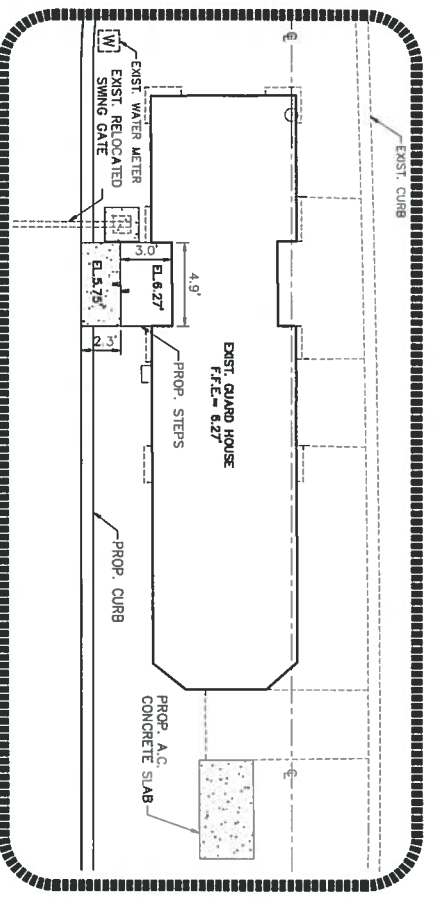 EXIST. CURB
EXIST. WATER METER
W
EXIST. RELOCATED
SWING GATE
3.0'
EL.6.27'
4.9'
EL.5.75'
2.3'
EXIST. GUARD HOUSE
F.F.E.= 6.27'
PROP. STEPS
PROP. CURB
PROP. A.C.
CONCRETE SLAB